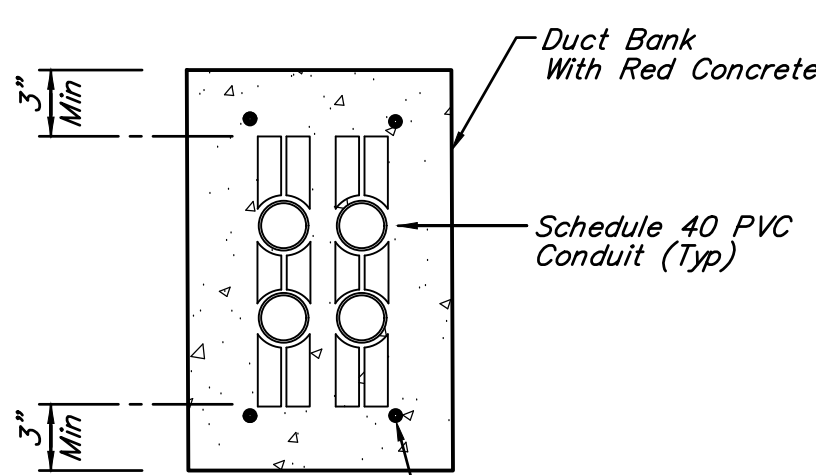 Duct Bank
With Red Concrete
3"
Min
Schedule 40 PVC
Conduit (Typ)
3"
Min